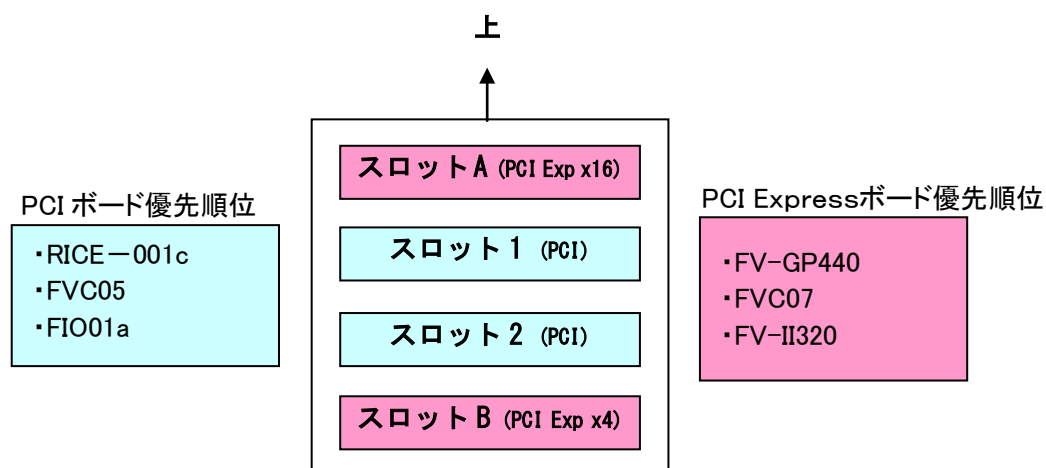 上
スロットA (PCI Exp x16)
PCI ボード優先順位
・RICE－001c
・FVC05
・FIO01a
スロット1 (PCI)
スロット2 (PCI)
スロットB (PCI Exp x4)
PCI Expressボード優先順位
・FV-GP440
・FVC07
・FV-II320